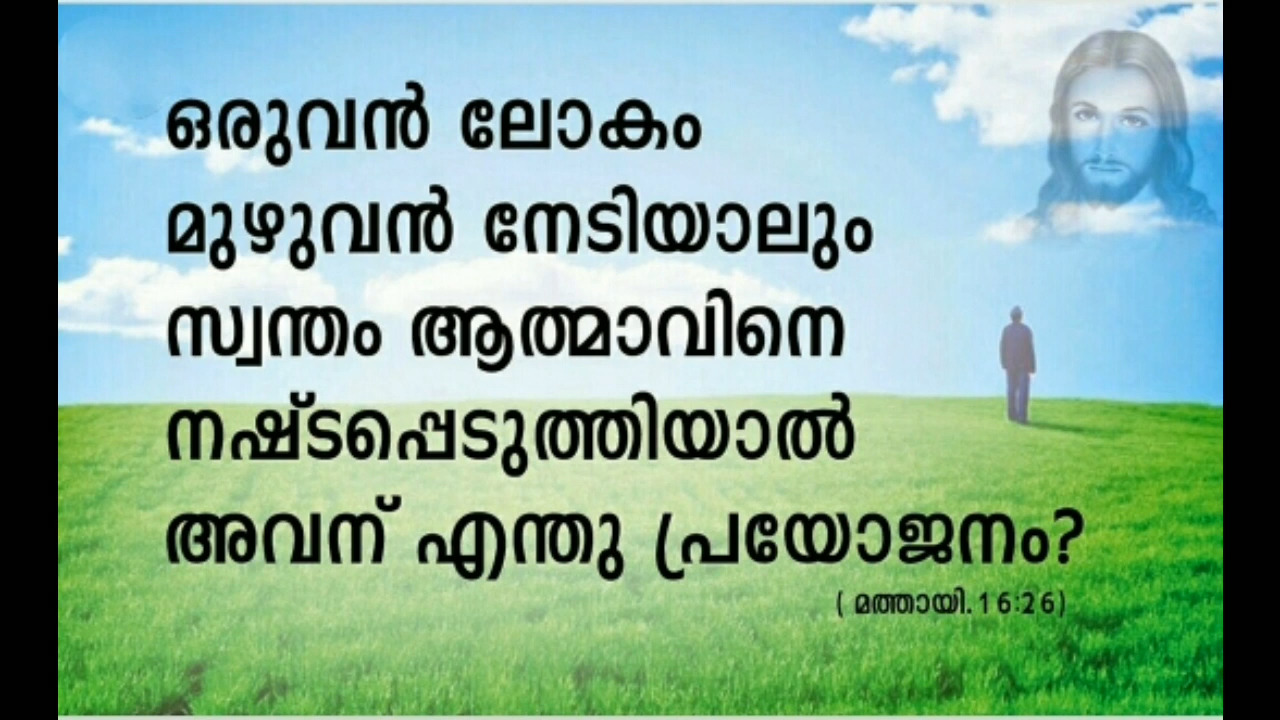 ഒരുവൻ ലോകം
മുഴുവൻ നേടിയാലും
സ്വന്തം ആത്മാവിനെ
നഷ്ടപ്പെടുത്തിയാൽ
അവന് എന്തു പ്രയോജനം?
( മത്തായി.16:26)